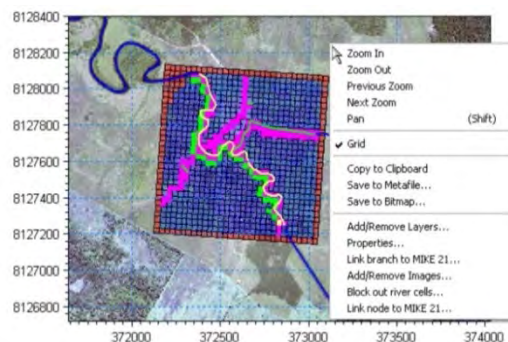 8128400
8128200
8128000
8127800
8127600
8127400
8127200
8127000
8126800
372000
372500
373000
373500
374000
Zoom In
Zoom Out
Previous Zoom
Next Zoom
Pan (Shift)
Grid
Copy to Clipboard
Save to Metafile...
Save to Bitmap...
Add/Remove Layers...
Properties...
Link branch to MIKE 21...
Add/Remove Images...
Block out river cells...
Link node to MIKE 21...